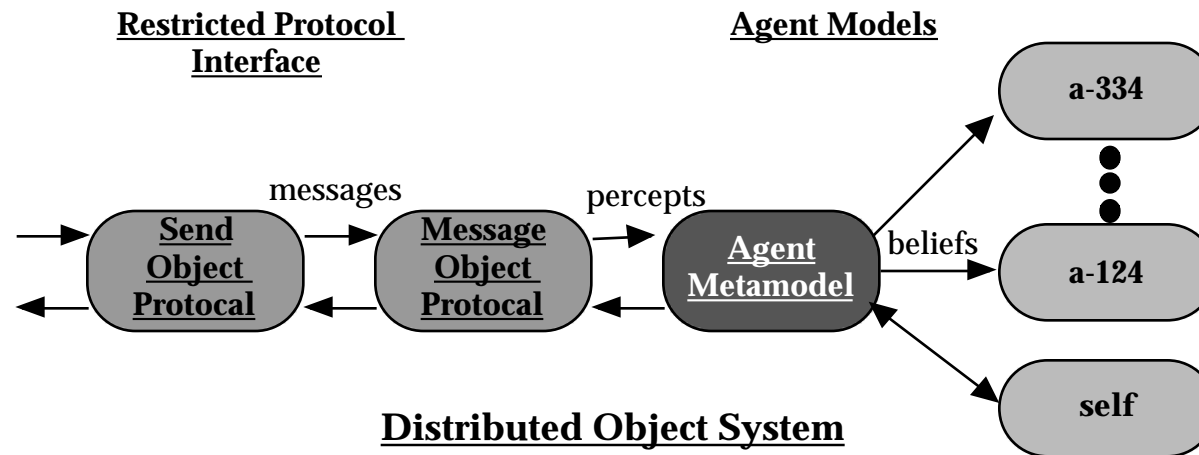 Restricted Protocol
Interface
Agent Models
a-334
messages
percepts
Send
Object
Protocal
Message
Object
Protocal
Agent
Metamodel
beliefs
a-124
self
Distributed Object System